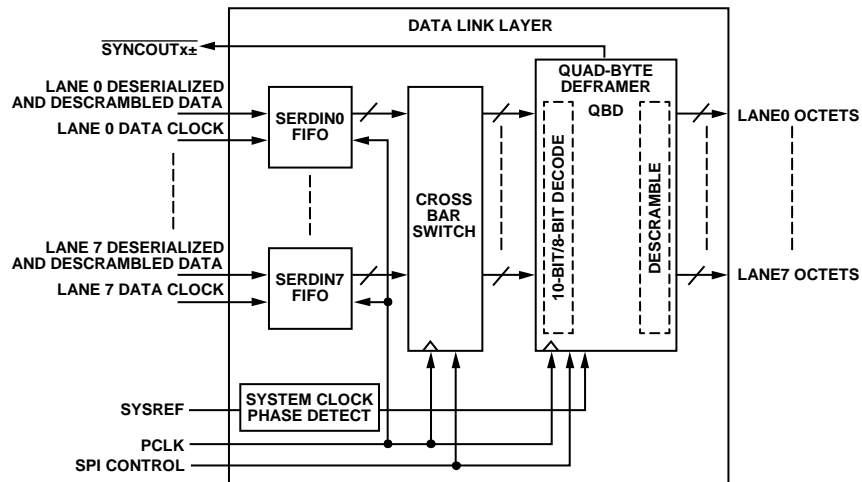 DATA LINK LAYER
SYNCOUTx±
LANE 0 DESERIALIZED
AND DESCRAMBLED DATA
LANE 0 DATA CLOCK
SERDIN0
FIFO
QUAD-BYTE
DEFRAMER
QBD
LANE0 OCTETS
CROSS
BAR
SWITCH
10-BIT/8-BIT DECODE
DESCRAMBLE
LANE 7 DESERIALIZED
AND DESCRAMBLED DATA
LANE 7 DATA CLOCK
SERDIN7
FIFO
LANE7 OCTETS
SYSREF
SYSTEM CLOCK
PHASE DETECT
PCLK
SPI CONTROL